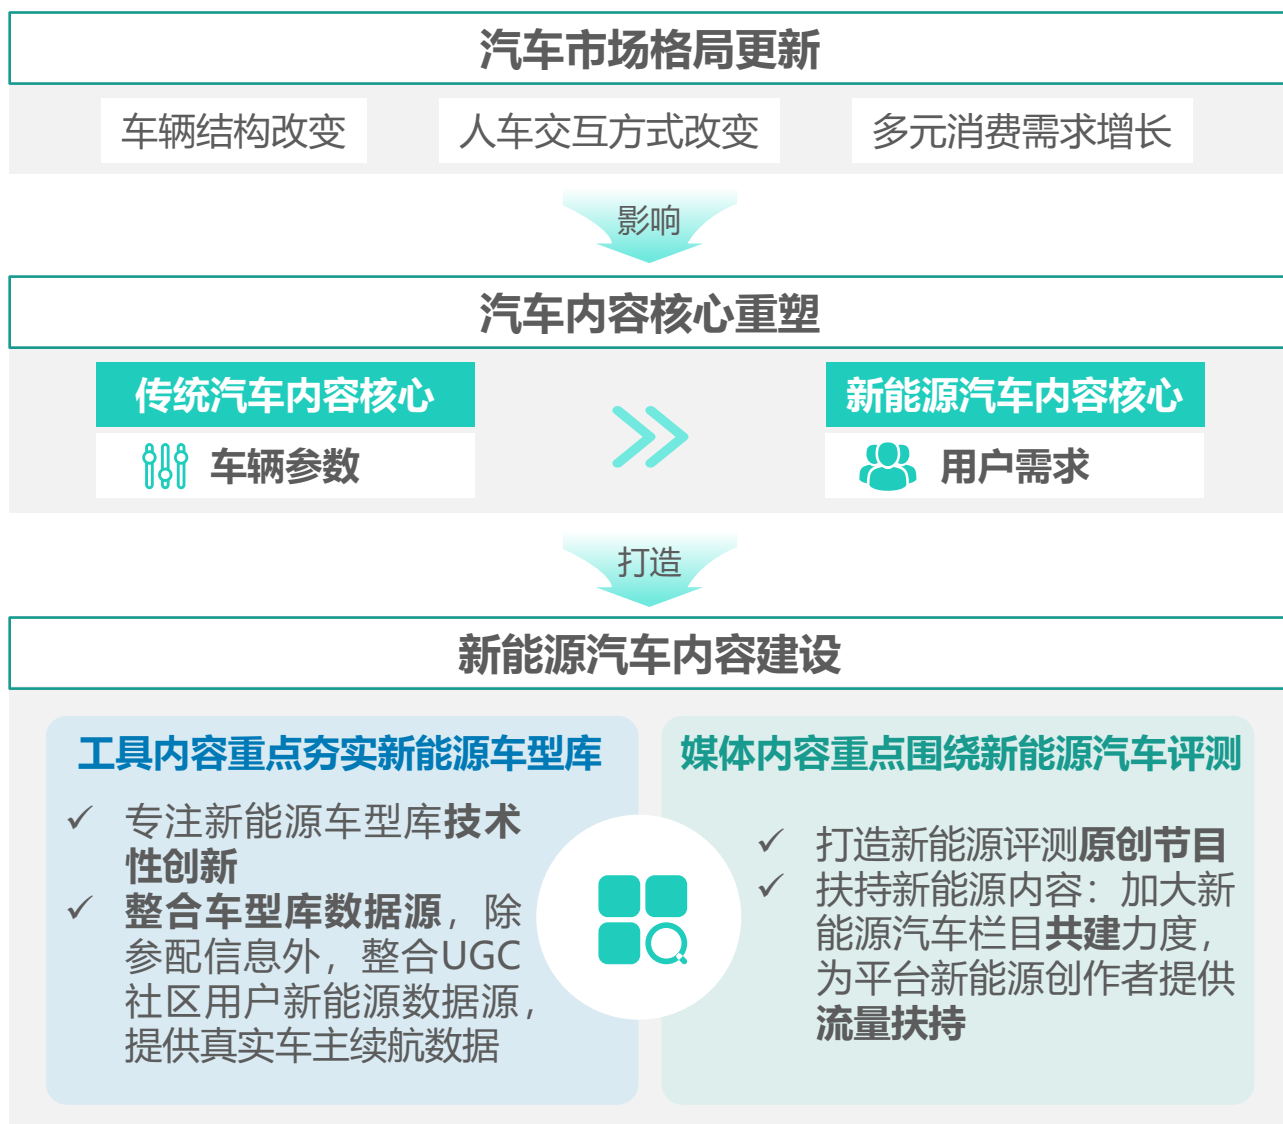 汽车市场格局更新
车辆结构改变
人车交互方式改变
多元消费需求增长
影响
汽车内容核心重塑
传统汽车内容核心
新能源汽车内容核心
车辆参数
用户需求
打造
新能源汽车内容建设
工具内容重点夯实新能源车型库
✓ 专注新能源车型库技术
性创新
✓ 整合车型库数据源，除
参配信息外，整合UGC
社区用户新能源数据源，
提供真实车主续航数据
媒体内容重点围绕新能源汽车评测
✓ 打造新能源评测原创节目
✓ 扶持新能源内容：加大新
能源汽车栏目共建力度，
为平台新能源创作者提供
流量扶持